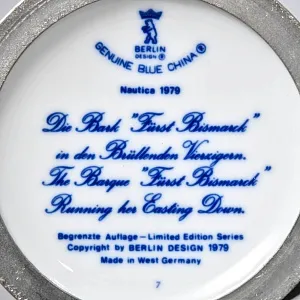 BERLIN
DESIGN ®
GENUINE BLUE CHINA ®
Nautica 1979
Die Bark "Fürst Bismarck"
in den Brüllenden Vierzigern.
The Barque "Fürst Bismarck"
Running her Easting Down.
Begrenzte Auflage – Limited Edition Series
Copyright by BERLIN DESIGN 1979
Made in West Germany
7